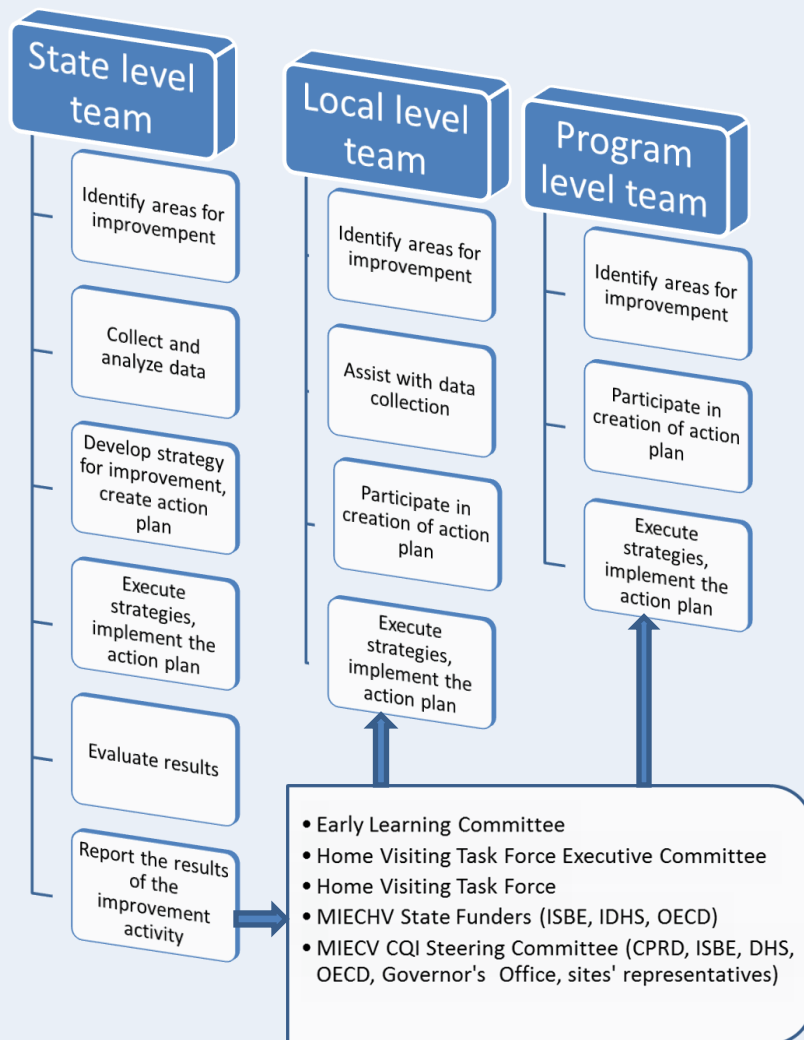 State level
team
Identify areas for
improvempent
Collect and
analyze data
Develop strategy
for improvement,
create action
plan
Execute
strategies,
implement the
action plan
Evaluate results
Report the results
of the
improvement
activity
Local level
team
Identify areas for
improvempent
Assist with data
collection
Participate in
creation of action
plan
Execute
strategies,
implement the
action plan
Program
level team
Identify areas for
improvempent
Participate in
creation of action
plan
Execute
strategies,
implement the
action plan
• Early Learning Committee
• Home Visiting Task Force Executive Committee
• Home Visiting Task Force
• MIECHV State Funders (ISBE, IDHS, OECD)
• MIECV CQI Steering Committee (CPRD, ISBE, DHS,
OECD, Governor's Office, sites' representatives)